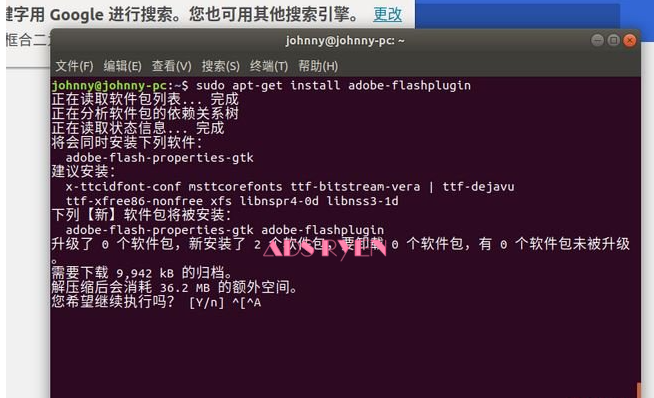 键字用 Google 进行搜索。您也可用其他搜索引擎。 更改
框合二
johnny@johnny-pc: ~
文件(F) 编辑(E) 查看(V) 搜索(S) 终端(T) 帮助(H)
johnny@johnny-pc:~$ sudo apt-get install adobe-flashplugin
正在读取软件包列表... 完成
正在分析软件包的依赖关系树
正在读取状态信息... 完成
将会同时安装下列软件：
adobe-flash-properties-gtk
建议安装：
x-ttcidfont-conf msttcorefonts ttf-bitstream-vera | ttf-dejavu
ttf-xfree86-nonfree xfs libnspr4-0d libnss3-1d
下列【新】软件包将被安装：
adobe-flash-properties-gtk adobe-flashplugin
升级了 0 个软件包，新安装了 2 个软件包，要卸载 0 个软件包，有 0 个软件包未被升级
。
ABS RYEN
需要下载 9,942 kB 的归档。
解压缩后会消耗 36.2 MB 的额外空间。
您希望继续执行吗？ [Y/n] ^[^A